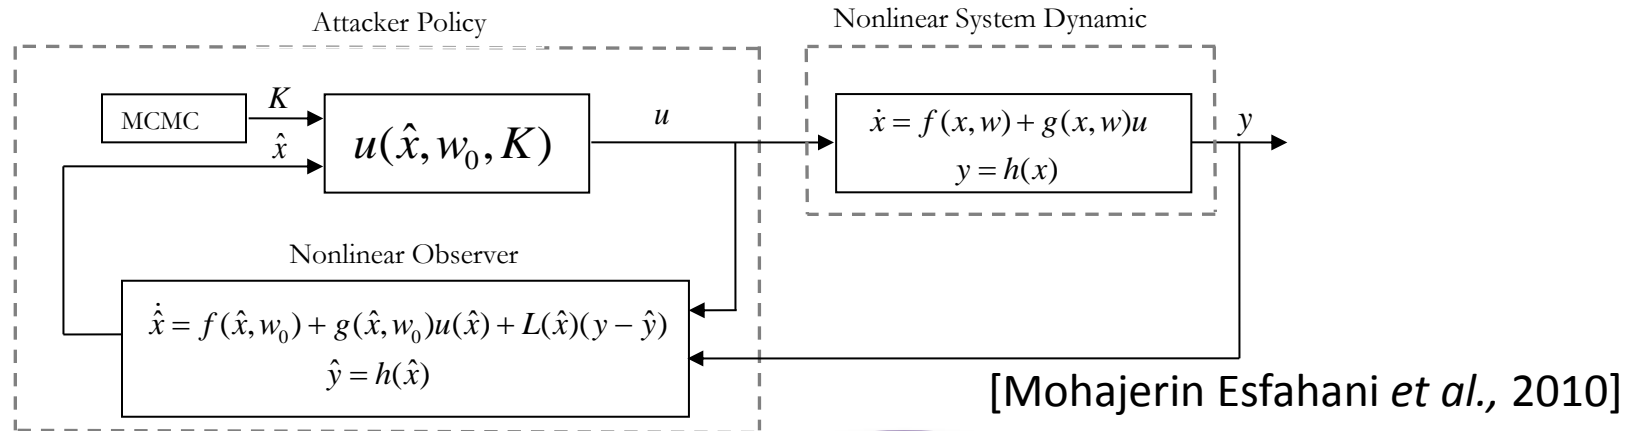 Attacker Policy
Nonlinear System Dynamic
MCMC
K
x̂
u(x̂, w₀, K)
u
ẋ = f(x, w) + g(x, w)u
y = h(x)
y
Nonlinear Observer
x̂̇ = f(x̂, w₀) + g(x̂, w₀)u(x̂) + L(x̂)(y − ŷ)
ŷ = h(x̂)
[Mohajerin Esfahani et al., 2010]